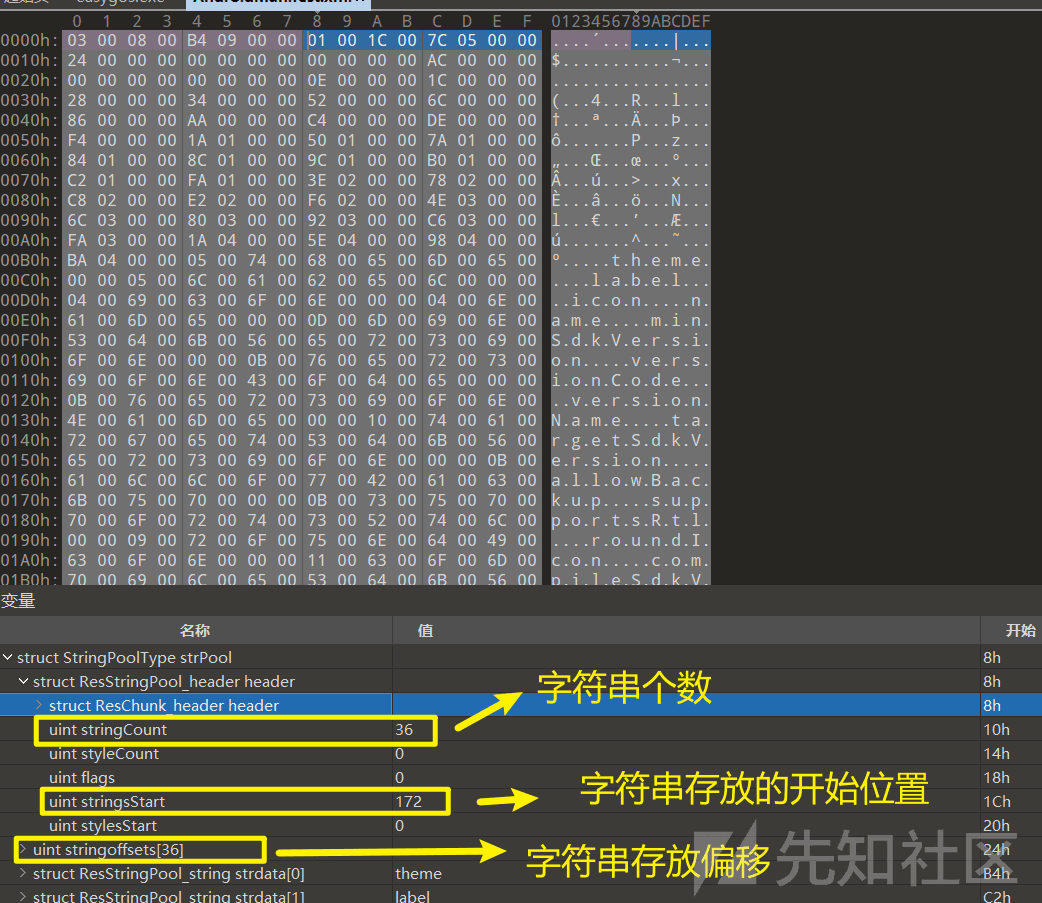 0 1 2 3 4 5 6 7 8 9 A B C D E F 0123456789ABCDEF
0000h: 03 00 08 00 B4 09 00 00 01 00 1C 00 7C 05 00 00 ....´.......|...
0010h: 24 00 00 00 00 00 00 00 00 00 00 00 AC 00 00 00 $...........¬...
0020h: 00 00 00 00 00 00 00 00 0E 00 00 00 1C 00 00 00 ................
0030h: 28 00 00 00 34 00 00 00 52 00 00 00 6C 00 00 00 (...4...R...l...
0040h: 86 00 00 00 AA 00 00 00 C4 00 00 00 DE 00 00 00 †...ª...Ä...Þ...
0050h: F4 00 00 00 1A 01 00 00 50 01 00 00 7A 01 00 00 ô.......P...z...
0060h: 84 01 00 00 8C 01 00 00 9C 01 00 00 B0 01 00 00 „...Œ...œ...°...
0070h: C2 01 00 00 FA 01 00 00 3E 02 00 00 78 02 00 00 Â...ú...>...x...
0080h: C8 02 00 00 E2 02 00 00 F6 02 00 00 4E 03 00 00 È...â...ö...N...
0090h: 6C 03 00 00 80 03 00 00 92 03 00 00 C6 03 00 00 l...€...’...Æ...
00A0h: FA 03 00 00 1A 04 00 00 5E 04 00 00 98 04 00 00 ú.......^...˜...
00B0h: BA 04 00 00 05 00 74 00 68 00 65 00 6D 00 65 00 º.....t.h.e.m.e.
00C0h: 00 00 05 00 6C 00 61 00 62 00 65 00 6C 00 00 00 ....l.a.b.e.l...
00D0h: 04 00 69 00 63 00 6F 00 6E 00 00 00 04 00 6E 00 ..i.c.o.n.....n.
00E0h: 61 00 6D 00 65 00 00 00 0D 00 6D 00 69 00 6E 00 a.m.e.....m.i.n.
00F0h: 53 00 64 00 6B 00 56 00 65 00 72 00 73 00 69 00 S.d.k.V.e.r.s.i.
0100h: 6F 00 6E 00 00 00 0B 00 76 00 65 00 72 00 73 00 o.n.....v.e.r.s.
0110h: 69 00 6F 00 6E 00 43 00 6F 00 64 00 65 00 00 00 i.o.n.C.o.d.e...
0120h: 0B 00 76 00 65 00 72 00 73 00 69 00 6F 00 6E 00 ..v.e.r.s.i.o.n.
0130h: 4E 00 61 00 6D 00 65 00 00 00 10 00 74 00 61 00 N.a.m.e.....t.a.
0140h: 72 00 67 00 65 00 74 00 53 00 64 00 6B 00 56 00 r.g.e.t.S.d.k.V.
0150h: 65 00 72 00 73 00 69 00 6F 00 6E 00 00 00 0B 00 e.r.s.i.o.n.....
0160h: 61 00 6C 00 6C 00 6F 00 77 00 42 00 61 00 63 00 a.l.l.o.w.B.a.c.
0170h: 6B 00 75 00 70 00 00 00 0B 00 73 00 75 00 70 00 k.u.p.....s.u.p.
0180h: 70 00 6F 00 72 00 74 00 73 00 52 00 74 00 6C 00 p.o.r.t.s.R.t.l.
0190h: 00 00 09 00 72 00 6F 00 75 00 6E 00 64 00 49 00 ....r.o.u.n.d.I.
01A0h: 63 00 6F 00 6E 00 00 00 11 00 63 00 6F 00 6D 00 c.o.n.....c.o.m.
01B0h: 70 00 69 00 6C 00 65 00 53 00 64 00 6B 00 56 00 p.i.l.e.S.d.k.V.
变量
名称 值 开始
struct StringPoolType strPool 8h
struct ResStringPool_header header 8h
struct ResChunk_header header 8h
字符串个数
uint stringCount 36 10h
uint styleCount 0 14h
uint flags 0 18h
字符串存放的开始位置
uint stringsStart 172 1Ch
uint stylesStart 0 20h
uint stringoffsets[36] 24h
字符串存放偏移
先知社区
struct ResStringPool_string strdata[0] theme B4h
struct ResStringPool_string strdata[1] label C2h